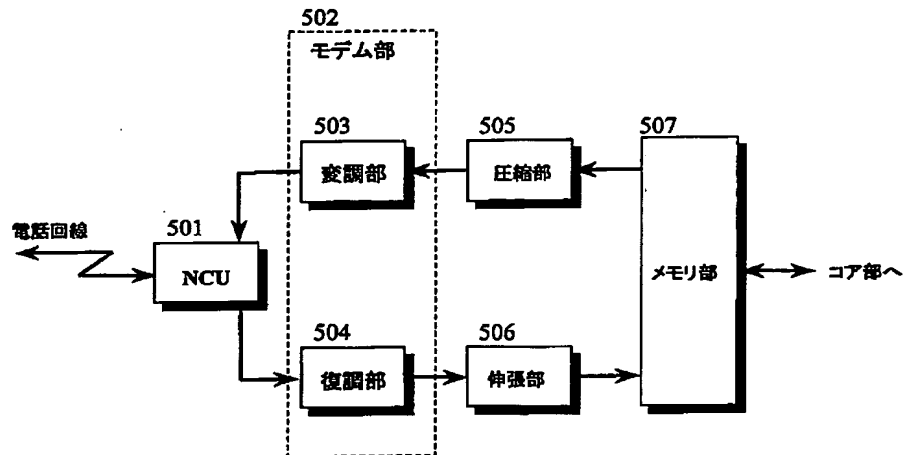 502
モデム部
503
変調部
505
圧縮部
507
メモリ部
電話回線
501
NCU
コア部へ
504
復調部
506
伸張部